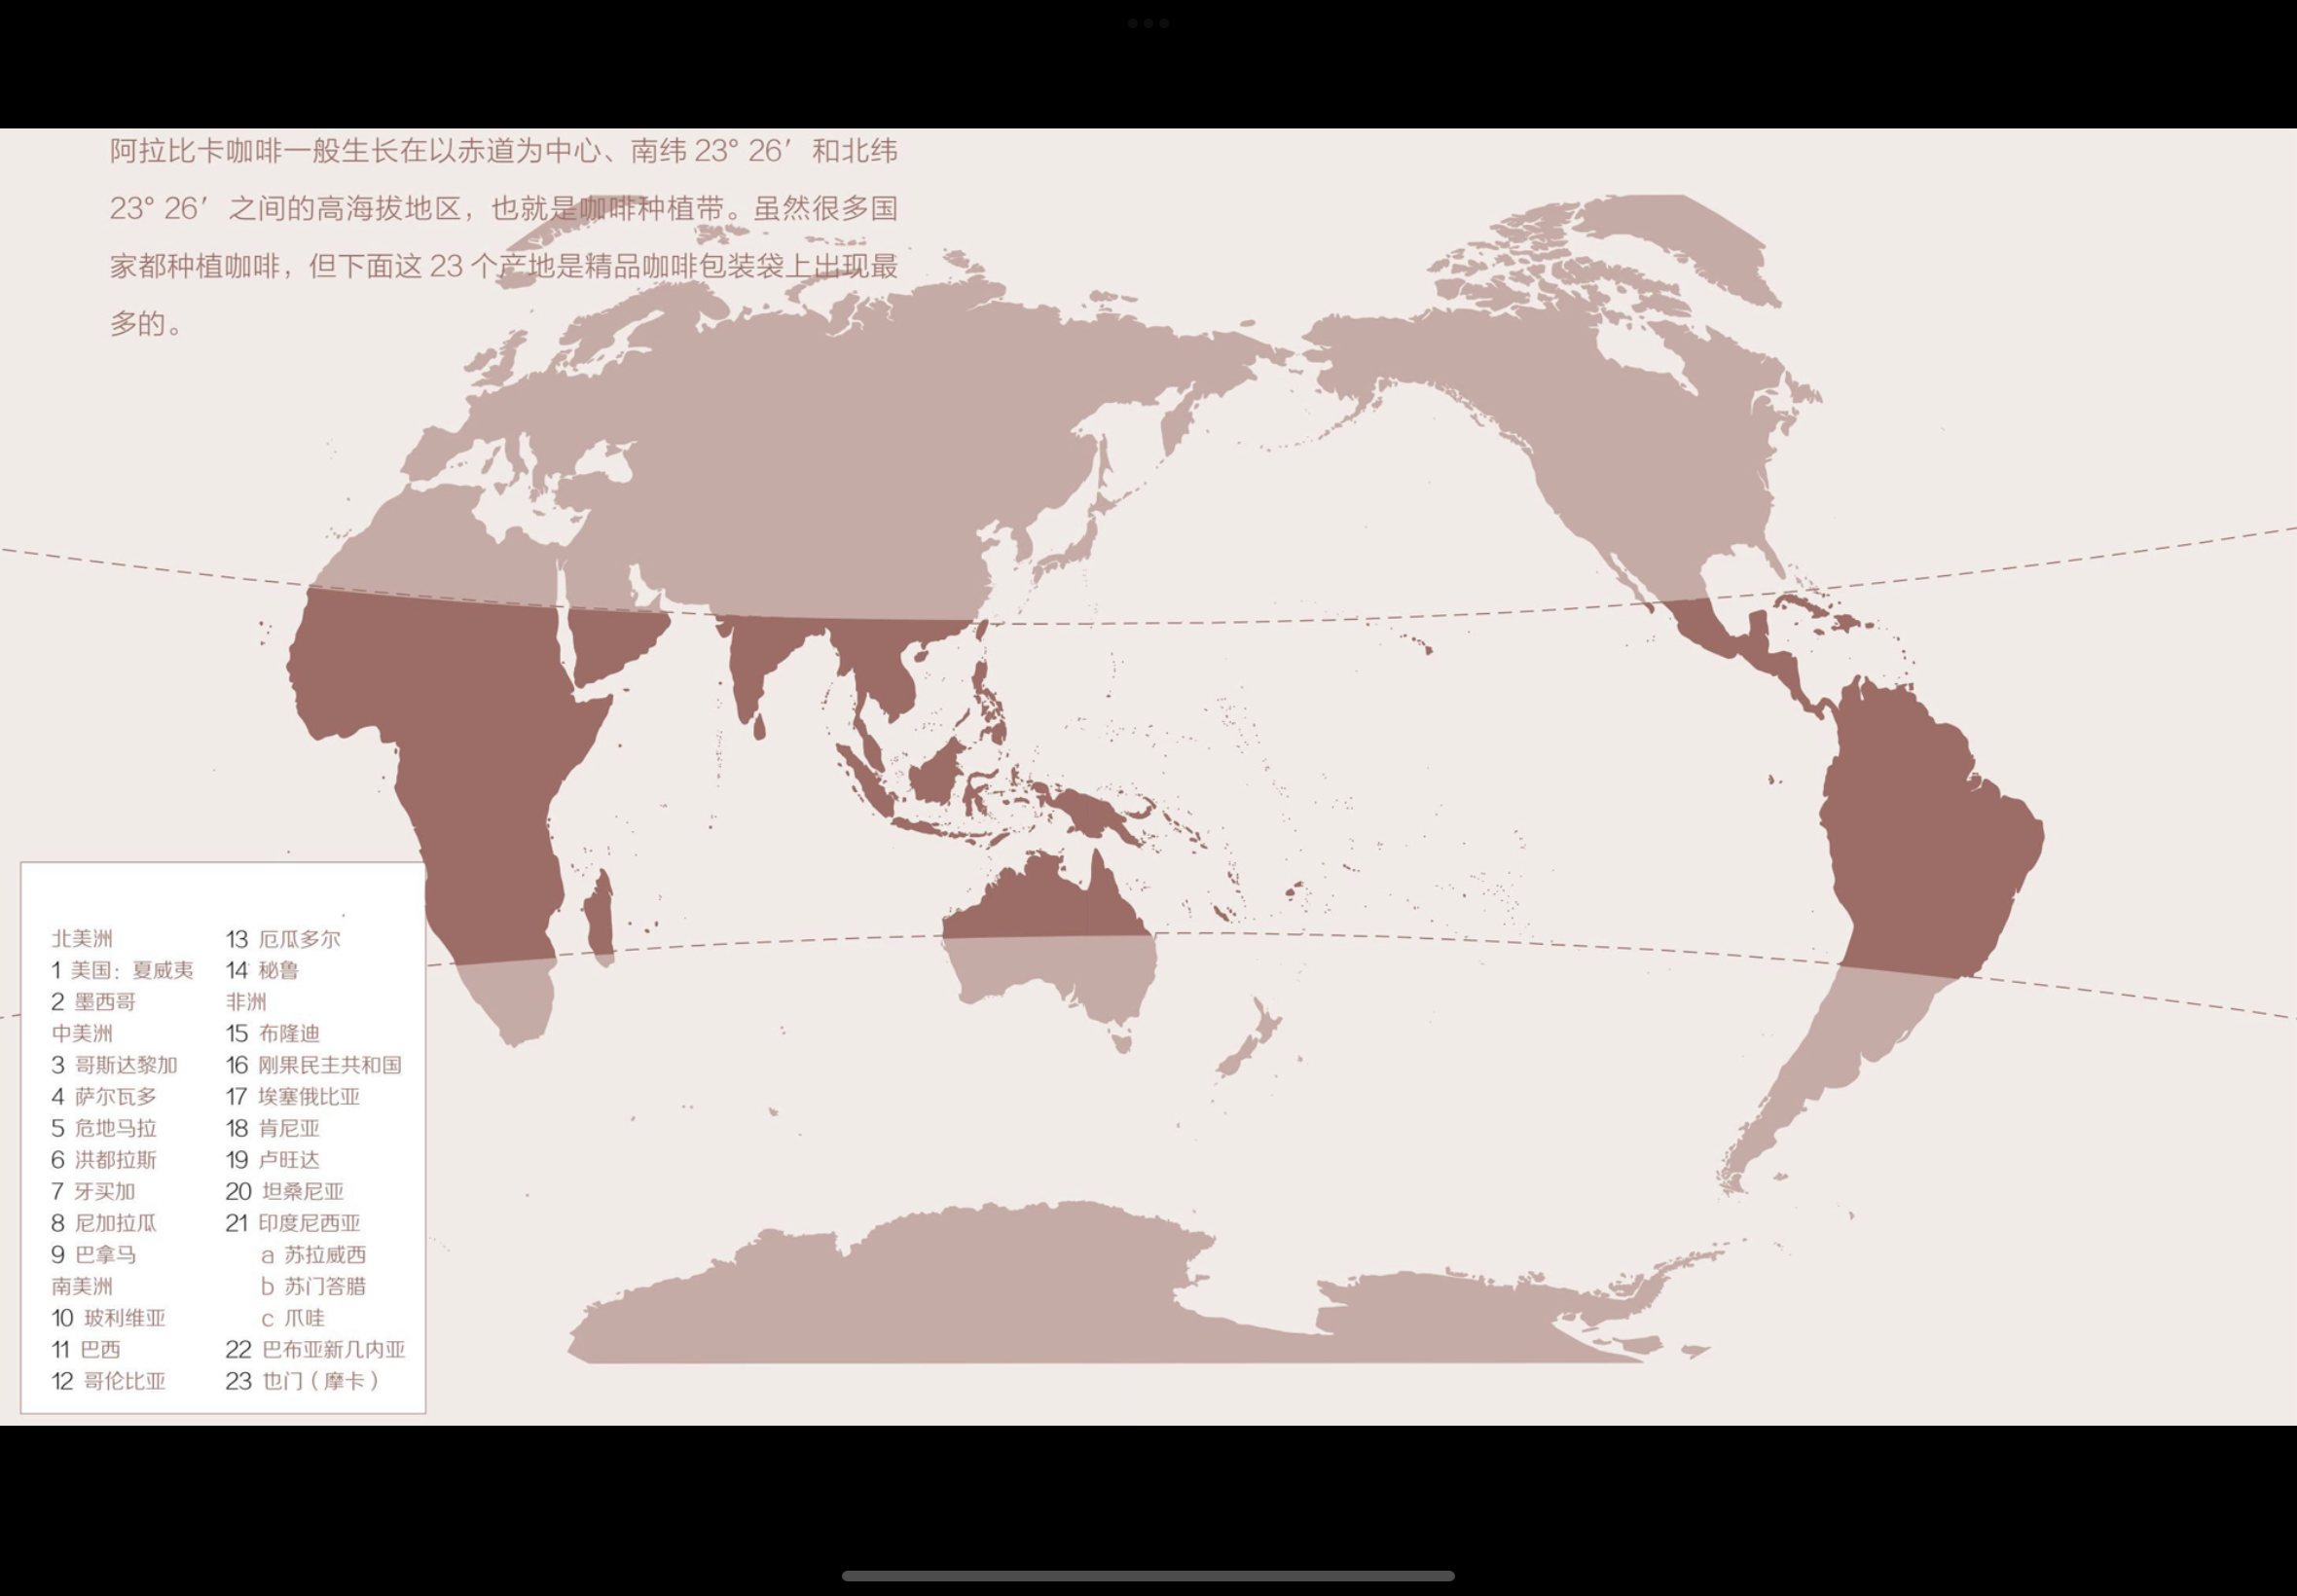 阿拉比卡咖啡一般生长在以赤道为中心、南纬 23° 26′ 和北纬
23° 26′ 之间的高海拔地区，也就是咖啡种植带。虽然很多国
家都种植咖啡，但下面这 23 个产地是精品咖啡包装袋上出现最
多的。
北美洲
1 美国：夏威夷
2 墨西哥
中美洲
3 哥斯达黎加
4 萨尔瓦多
5 危地马拉
6 洪都拉斯
7 牙买加
8 尼加拉瓜
9 巴拿马
南美洲
10 玻利维亚
11 巴西
12 哥伦比亚
13 厄瓜多尔
14 秘鲁
非洲
15 布隆迪
16 刚果民主共和国
17 埃塞俄比亚
18 肯尼亚
19 卢旺达
20 坦桑尼亚
21 印度尼西亚
a 苏拉威西
b 苏门答腊
c 爪哇
22 巴布亚新几内亚
23 也门（摩卡）